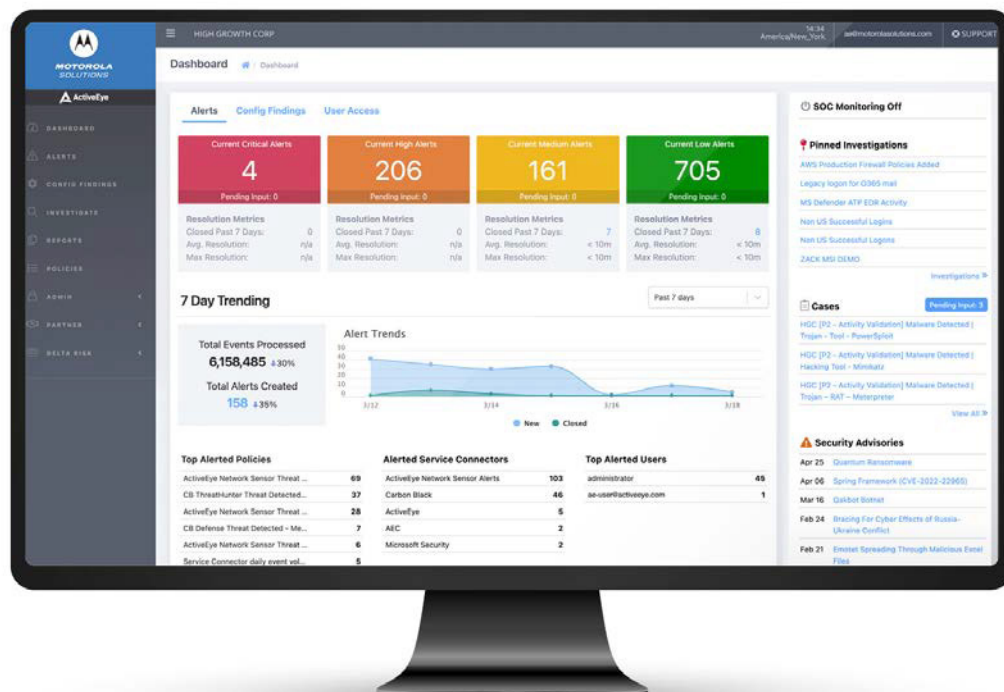 MOTOROLA
SOLUTIONS
ActiveEye
DASHBOARD
ALERTS
CONFIG FINDINGS
INVESTIGATE
REPORTS
POLICIES
ADMIN
PARTNER
DELTA RISK
HIGH GROWTH CORP
14:34
America/New_York
ae@motorolasolutions.com
SUPPORT
Dashboard
/ Dashboard
Alerts Config Findings User Access
Current Critical Alerts
4
Pending Input: 0
Resolution Metrics
Closed Past 7 Days: 0
Avg. Resolution: n/a
Max Resolution: n/a
Current High Alerts
206
Pending Input: 0
Resolution Metrics
Closed Past 7 Days: 0
Avg. Resolution: n/a
Max Resolution: n/a
Current Medium Alerts
161
Pending Input: 0
Resolution Metrics
Closed Past 7 Days: 7
Avg. Resolution: < 10m
Max Resolution: < 10m
Current Low Alerts
705
Pending Input: 0
Resolution Metrics
Closed Past 7 Days: 8
Avg. Resolution: < 10m
Max Resolution: < 10m
7 Day Trending
Past 7 days
Total Events Processed
6,158,485 ↓30%
Total Alerts Created
158 ↓35%
Alert Trends
50
40
30
20
10
0
3/12 3/14 3/16 3/18
New Closed
Top Alerted Policies
ActiveEye Network Sensor Threat ... 69
CB ThreatHunter Threat Detected... 37
ActiveEye Network Sensor Threat ... 28
CB Defense Threat Detected - Me... 7
ActiveEye Network Sensor Threat ... 6
Service Connector daily event vol... 5
Alerted Service Connectors
ActiveEye Network Sensor Alerts 103
Carbon Black 46
ActiveEye 5
AEC 2
Microsoft Security 2
Top Alerted Users
administrator 45
ae-user@activeeye.com 1
SOC Monitoring Off
Pinned Investigations
AWS Production Firewall Policies Added
Legacy logon for O365 mail
MS Defender ATP EDR Activity
Non US Successful Logins
Non US Successful Logons
ZACK MSI DEMO
Investigations »
Cases
Pending Input: 3
HGC [P2 - Activity Validation] Malware Detected |
Trojan - Tool - PowerSploit
HGC [P2 - Activity Validation] Malware Detected |
Hacking Tool - Mimikatz
HGC [P2 - Activity Validation] Malware Detected |
Trojan - RAT - Meterpreter
View All »
Security Advisories
Apr 25 Quantum Ransomware
Apr 06 Spring Framework (CVE-2022-22965)
Mar 16 Qakbot Botnet
Feb 24 Bracing For Cyber Effects of Russia-
Ukraine Conflict
Feb 21 Emotet Spreading Through Malicious Excel
Files